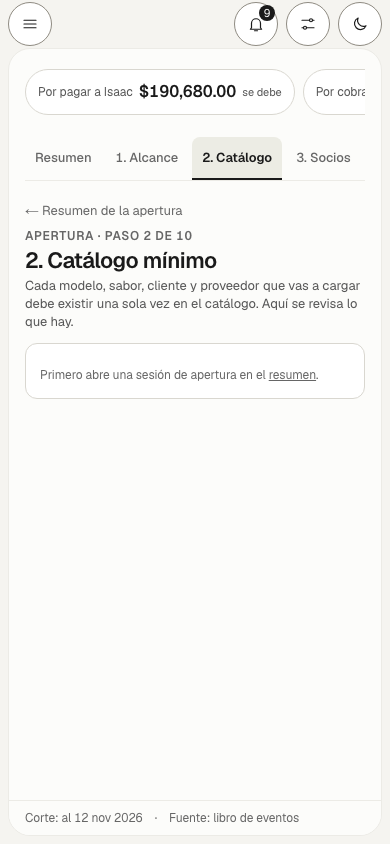 9
Por pagar a Isaac $190,680.00 se debe
Por cobra
Resumen 1. Alcance 2. Catálogo 3. Socios
← Resumen de la apertura
APERTURA · PASO 2 DE 10
2. Catálogo mínimo
Cada modelo, sabor, cliente y proveedor que vas a cargar
debe existir una sola vez en el catálogo. Aquí se revisa lo
que hay.
Primero abre una sesión de apertura en el resumen.
Corte: al 12 nov 2026 · Fuente: libro de eventos